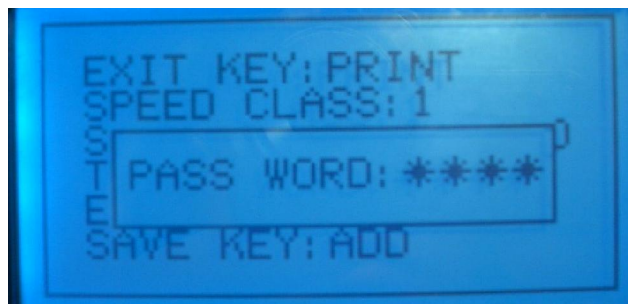 EXIT KEY:PRINT
SPEED CLASS:1
S
PASS WORD:****
T
E
SAVE KEY:ADD